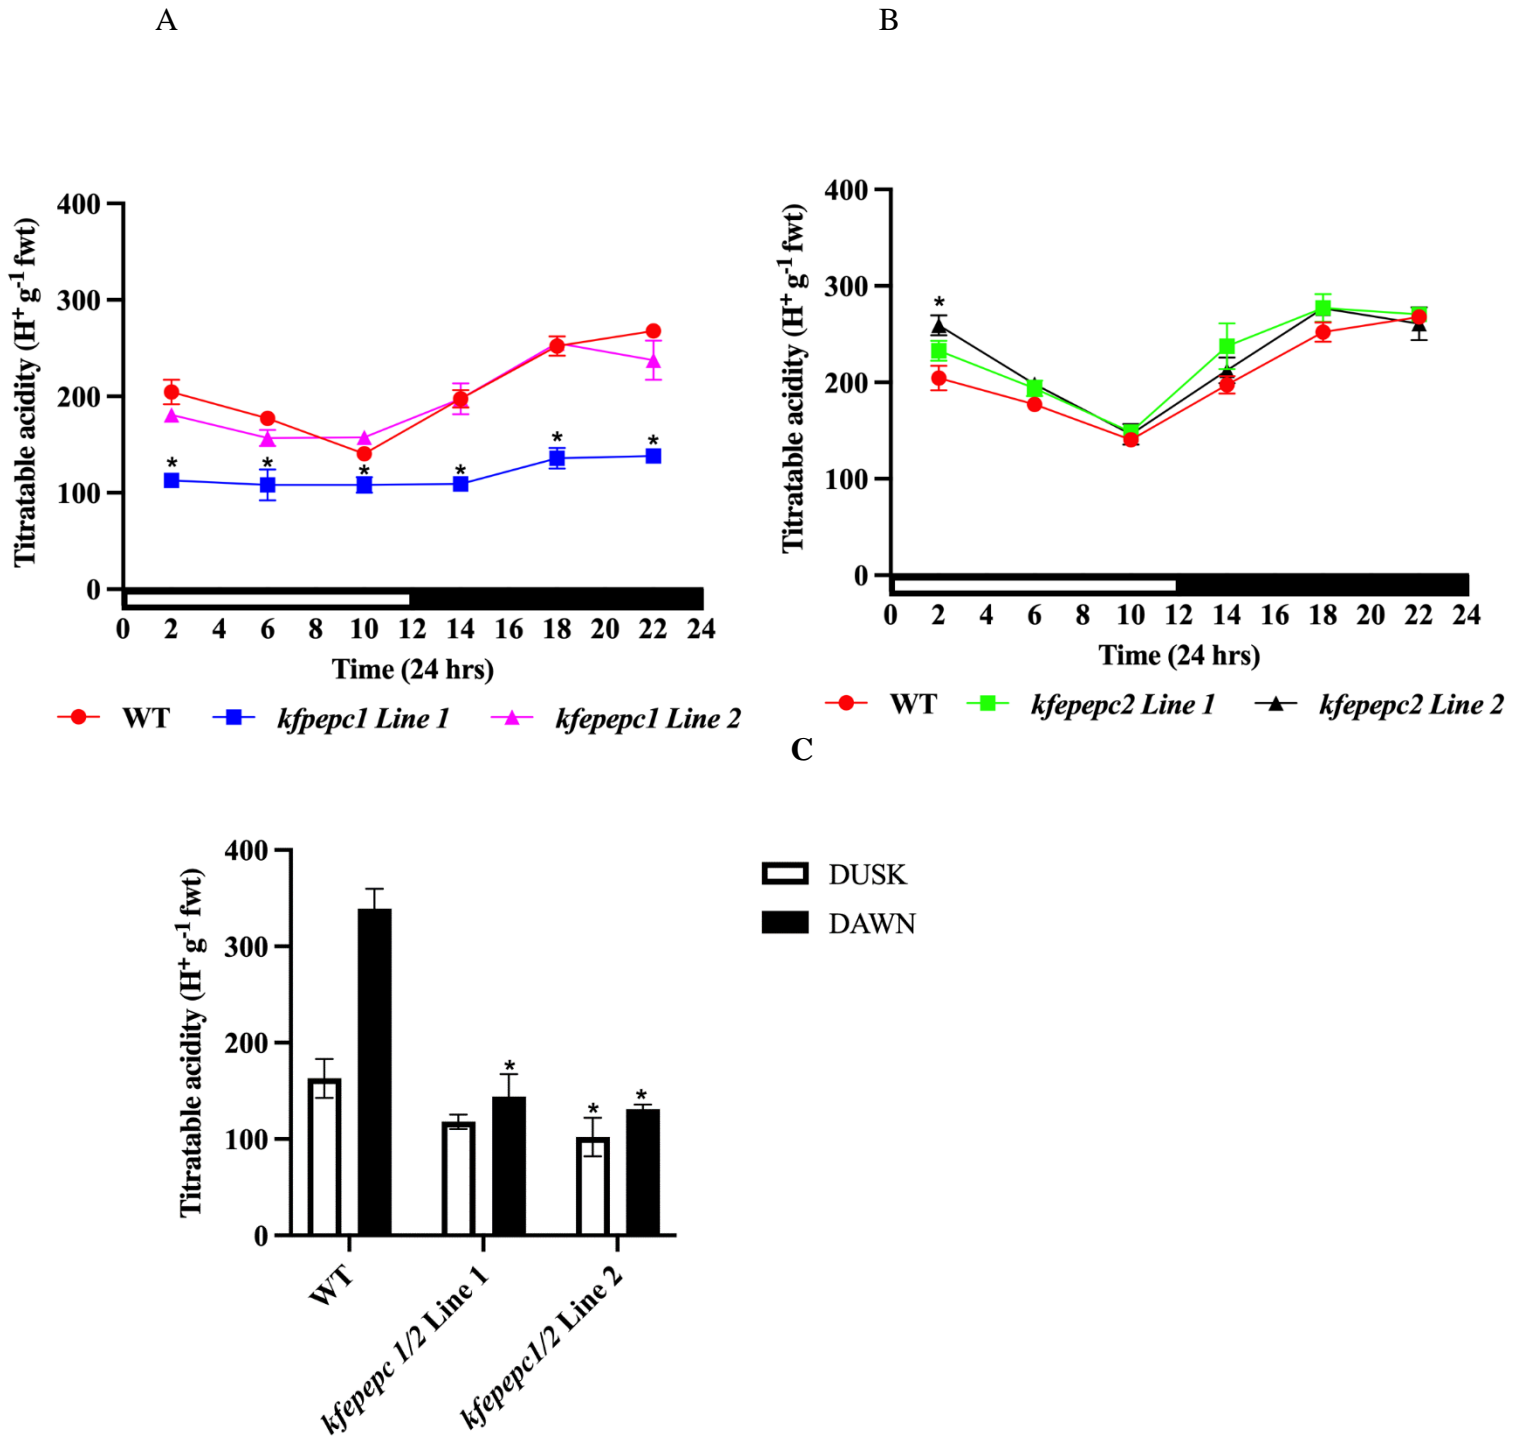 A
B
Titratable acidity (H+ g-1 fwt)
400
300
200
100
0
* * * * * *
0 2 4 6 8 10 12 14 16 18 20 22 24
Time (24 hrs)
WT kfpepc1 Line 1 kfepepc1 Line 2
Titratable acidity (H+ g-1 fwt)
400
300
200
100
0
*
0 2 4 6 8 10 12 14 16 18 20 22 24
Time (24 hrs)
WT kfepepc2 Line 1 kfepepc2 Line 2
C
Titratable acidity (H+ g-1 fwt)
400
300
200
100
0
* * *
WT
kfepepc 1/2 Line 1
kfepepc1/2 Line 2
DUSK
DAWN